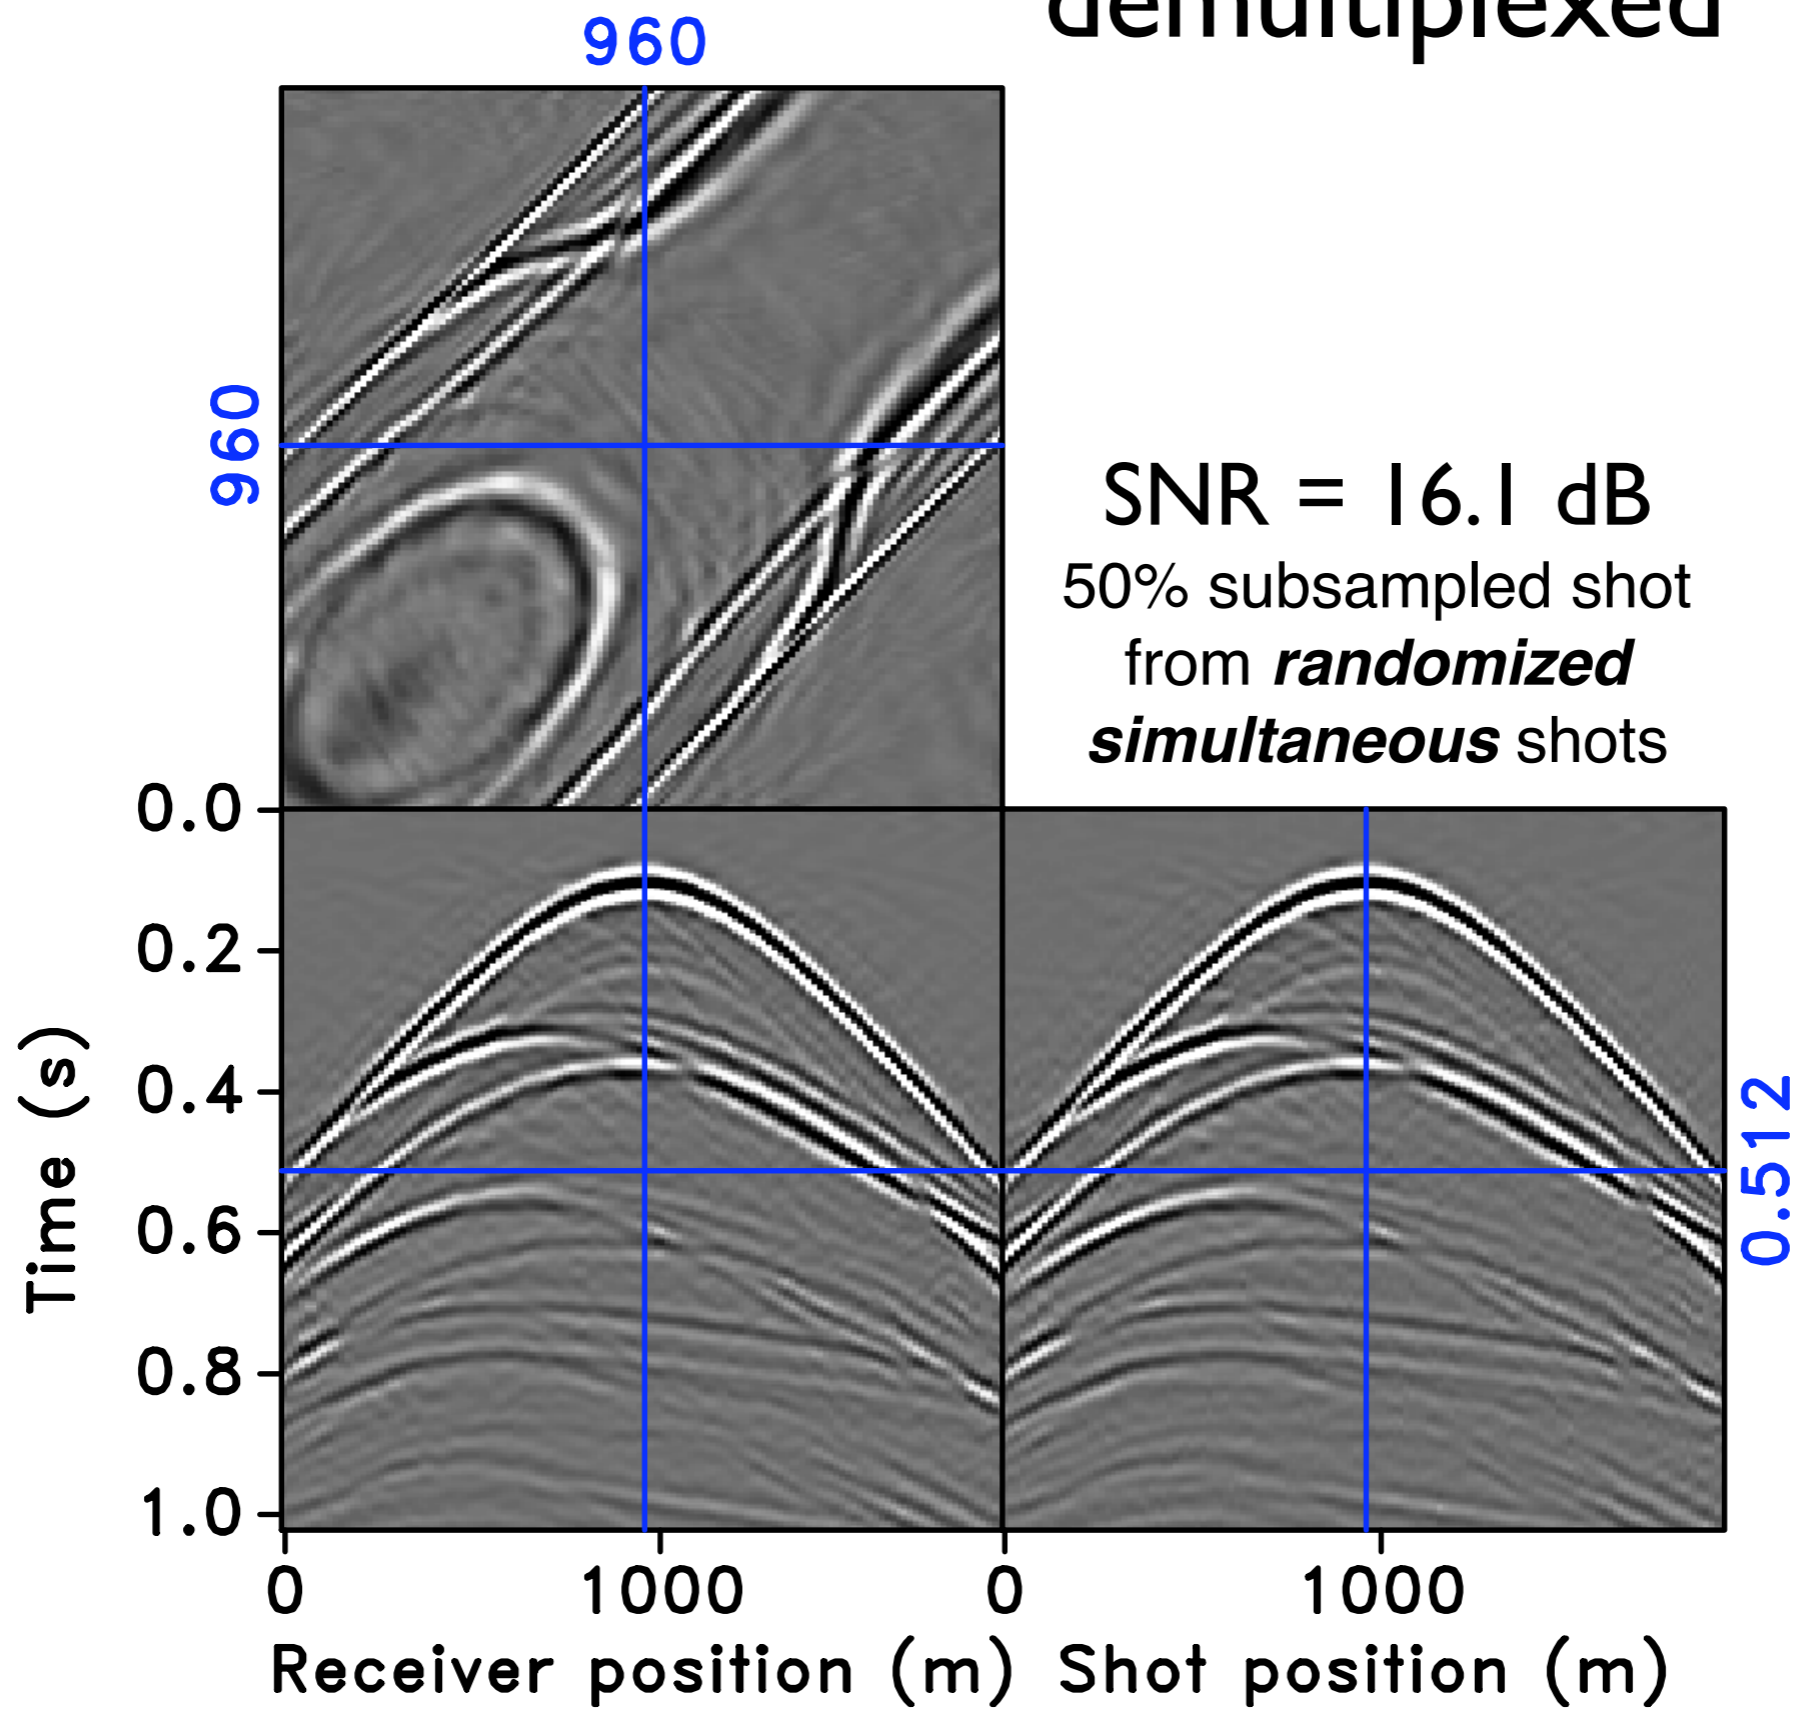 demultiplexed
960
960
SNR = 16.1 dB
50% subsampled shot
from randomized
simultaneous shots
0.0
0.2
0.4
0.6
0.8
1.0
Time (s)
0.512
0 1000 0 1000
Receiver position (m) Shot position (m)